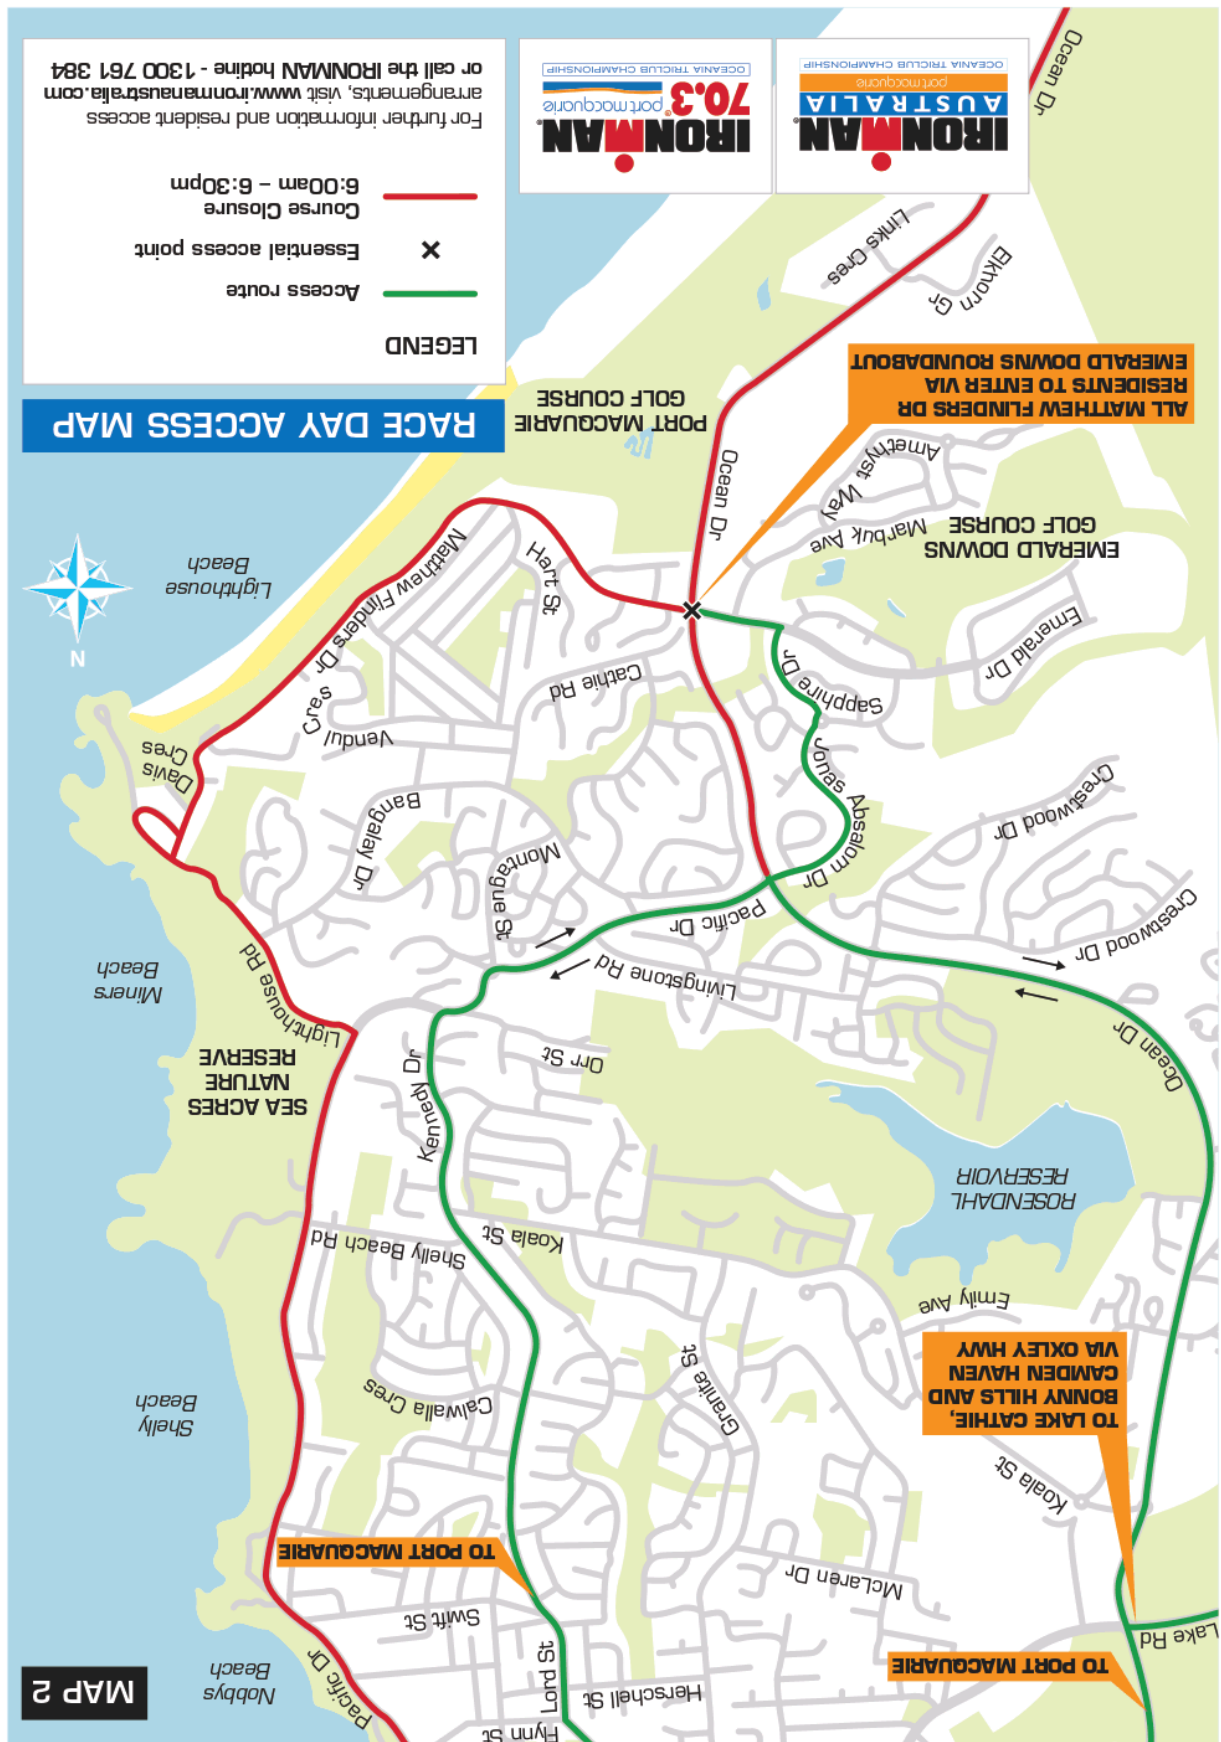 MAP 2
Nobbys
Beach
Pacific Dr
Flynn St
Lord St
Herschell St
Swift St
TO PORT MACQUARIE
TO PORT MACQUARIE
Lake Rd
McLaren Dr
Koala St
TO LAKE CATHIE,
BONNY HILLS AND
CAMDEN HAVEN
VIA OXLEY HWY
Granite St
Calwalla Cres
Shelly
Beach
Emily Ave
Shelly Beach Rd
Koala St
ROSENDAHL
RESERVOIR
Kennedy Dr
SEA ACRES
NATURE
RESERVE
Orr St
Ocean Dr
Lighthouse Rd
Miners
Beach
Livingstone Rd
Pacific Dr
Crestwood Dr
Montague St
Bangalay Dr
Jonas Absalom Dr
Crestwood Dr
Davis
Cres
Vendul
Cres
Cathie Rd
Sapphire Dr
Emerald Dr
Matthew Flinders Dr
Hart St
N
Lighthouse
Beach
EMERALD DOWNS
GOLF COURSE
Marbuk Ave
Amethyst Way
Ocean Dr
RACE DAY ACCESS MAP
PORT MACQUARIE
GOLF COURSE
ALL MATTHEW FLINDERS DR
RESIDENTS TO ENTER VIA
EMERALD DOWNS ROUNDABOUT
LEGEND
Access route
Essential access point
Course Closure
6:00am – 6:30pm
For further information and resident access
arrangements, visit www.ironmanaustralia.com
or call the IRONMAN hotline - 1300 761 384
Elkhorn Gr
Links Cres
IRONMAN®
70.3®
portmacquarie
OCEANIA TRICLUB CHAMPIONSHIP
IRONMAN®
AUSTRALIA
portmacquarie
OCEANIA TRICLUB CHAMPIONSHIP
Ocean Dr